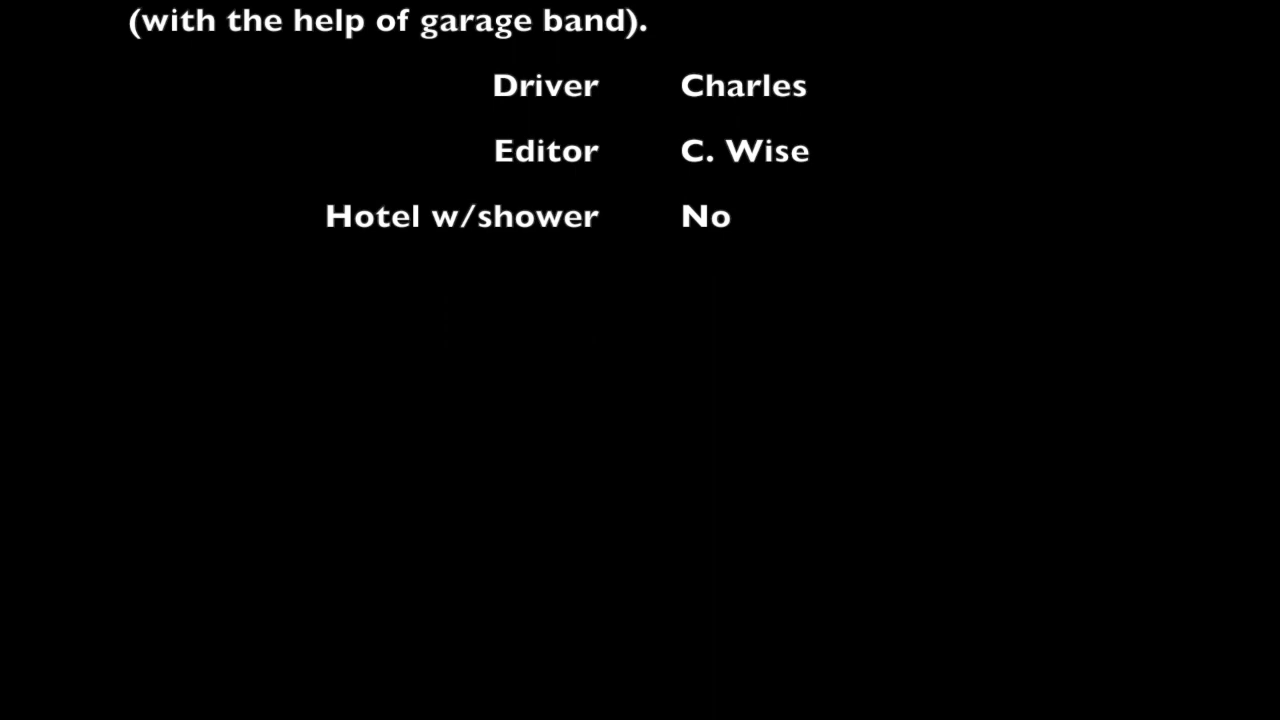 (with the help of garage band).
Driver Charles
Editor C. Wise
Hotel w/shower No